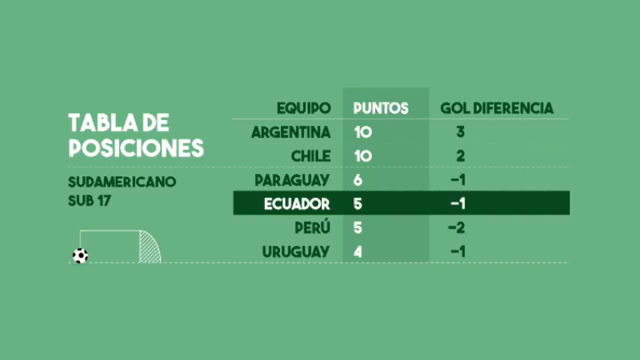 TABLA DE
POSICIONES
SUDAMERICANO
SUB 17
EQUIPO PUNTOS GOL DIFERENCIA
ARGENTINA 10 3
CHILE 10 2
PARAGUAY 6 -1
ECUADOR 5 -1
PERÚ 5 -2
URUGUAY 4 -1